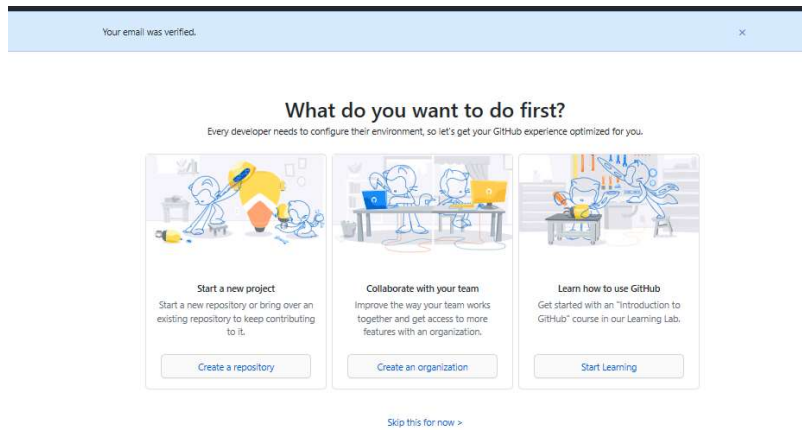 Your email was verified.
×
What do you want to do first?
Every developer needs to configure their environment, so let's get your GitHub experience optimized for you.
Start a new project
Start a new repository or bring over an
existing repository to keep contributing
to it.
Create a repository
Collaborate with your team
Improve the way your team works
together and get access to more
features with an organization.
Create an organization
Learn how to use GitHub
Get started with an "Introduction to
GitHub" course in our Learning Lab.
Start Learning
Skip this for now >